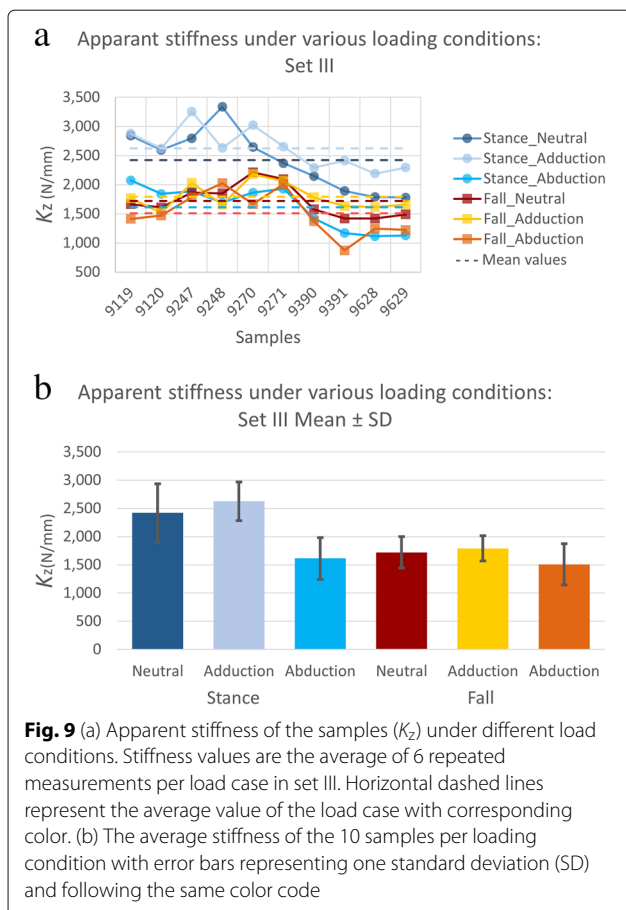 a Apparant stiffness under various loading conditions:
Set III
3,500
3,000
2,500
2,000
1,500
1,000
500
Kz (N/mm)
9119 9120 9247 9248 9270 9271 9390 9391 9628 9629
Samples
Stance_Neutral
Stance_Adduction
Stance_Abduction
Fall_Neutral
Fall_Adduction
Fall_Abduction
Mean values
b Apparent stiffness under various loading conditions:
Set III Mean ± SD
3,500
3,000
2,500
2,000
1,500
1,000
500
0
Kz(N/mm)
Neutral Adduction Abduction Neutral Adduction Abduction
Stance Fall
Fig. 9 (a) Apparent stiffness of the samples (Kz) under different load
conditions. Stiffness values are the average of 6 repeated
measurements per load case in set III. Horizontal dashed lines
represent the average value of the load case with corresponding
color. (b) The average stiffness of the 10 samples per loading
condition with error bars representing one standard deviation (SD)
and following the same color code